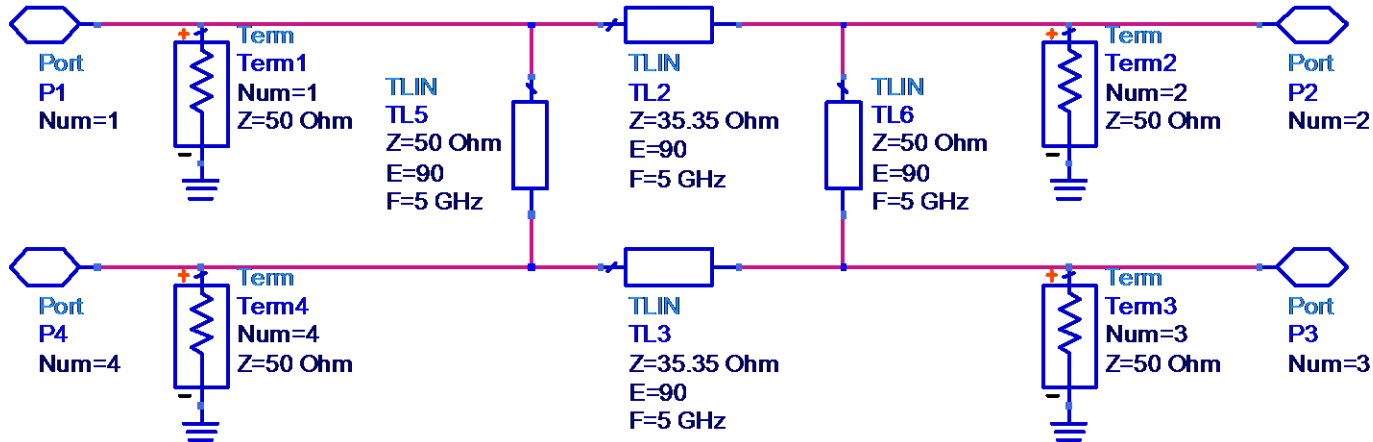 Port
P1
Num=1
+
Term
Term1
Num=1
Z=50 Ohm
-
TLIN
TL5
Z=50 Ohm
E=90
F=5 GHz
TLIN
TL2
Z=35.35 Ohm
E=90
F=5 GHz
TLIN
TL6
Z=50 Ohm
E=90
F=5 GHz
+
Term
Term2
Num=2
Z=50 Ohm
-
Port
P2
Num=2
Port
P4
Num=4
+
Term
Term4
Num=4
Z=50 Ohm
-
TLIN
TL3
Z=35.35 Ohm
E=90
F=5 GHz
+
Term
Term3
Num=3
Z=50 Ohm
-
Port
P3
Num=3